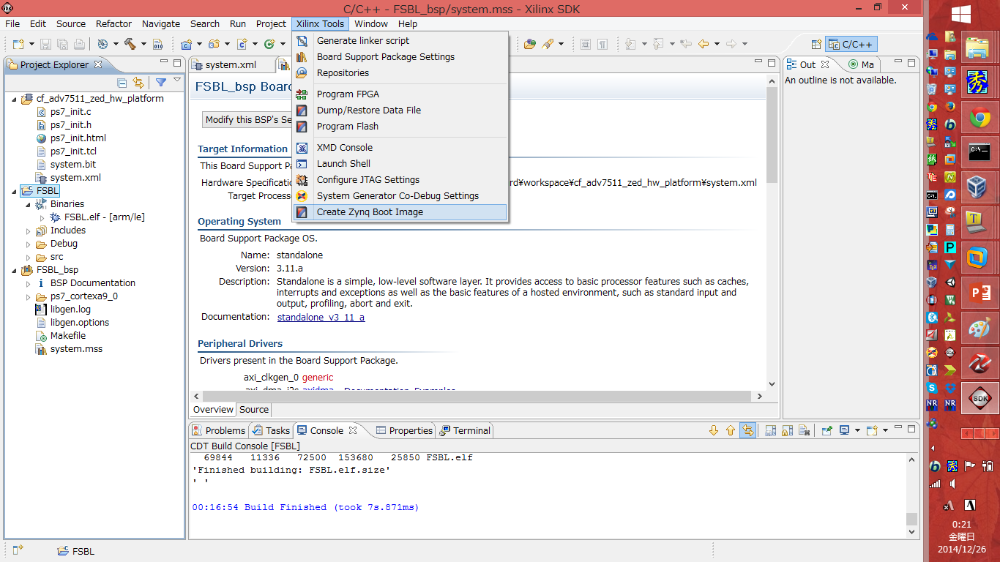 C/C++ - FSBL_bsp/system.mss - Xilinx SDK
File Edit Source Refactor Navigate Search Run Project Xilinx Tools Window Help
C/C++
Generate linker script
Board Support Package Settings
Repositories
Program FPGA
Dump/Restore Data File
Program Flash
XMD Console
Launch Shell
Configure JTAG Settings
System Generator Co-Debug Settings
Create Zynq Boot Image
Project Explorer
cf_adv7511_zed_hw_platform
ps7_init.c
ps7_init.h
ps7_init.html
ps7_init.tcl
system.bit
system.xml
FSBL
Binaries
FSBL.elf - [arm/le]
Includes
Debug
src
FSBL_bsp
BSP Documentation
ps7_cortexa9_0
libgen.log
libgen.options
Makefile
system.mss
system.xml
FSBL_bsp Boar
Modify this BSP's Se
Target Information
This Board Support Pa
Hardware Specificatio rd¥workspace¥cf_adv7511_zed_hw_platform¥system.xml
Target Process
Operating System
Board Support Package OS.
Name: standalone
Version: 3.11.a
Description: Standalone is a simple, low-level software layer. It provides access to basic processor features such as caches,
interrupts and exceptions as well as the basic features of a hosted environment, such as standard input and
output, profiling, abort and exit.
Documentation: standalone_v3_11_a
Peripheral Drivers
Drivers present in the Board Support Package.
axi_clkgen_0 generic
axi_dma_i2s axidma Documentation Examples
Overview Source
Out Ma
An outline is not available.
Problems Tasks Console Properties Terminal
CDT Build Console [FSBL]
69844 11336 72500 153680 25850 FSBL.elf
'Finished building: FSBL.elf.size'
' '
00:16:54 Build Finished (took 7s.871ms)
FSBL
SDK
0:21
金曜日
2014/12/26